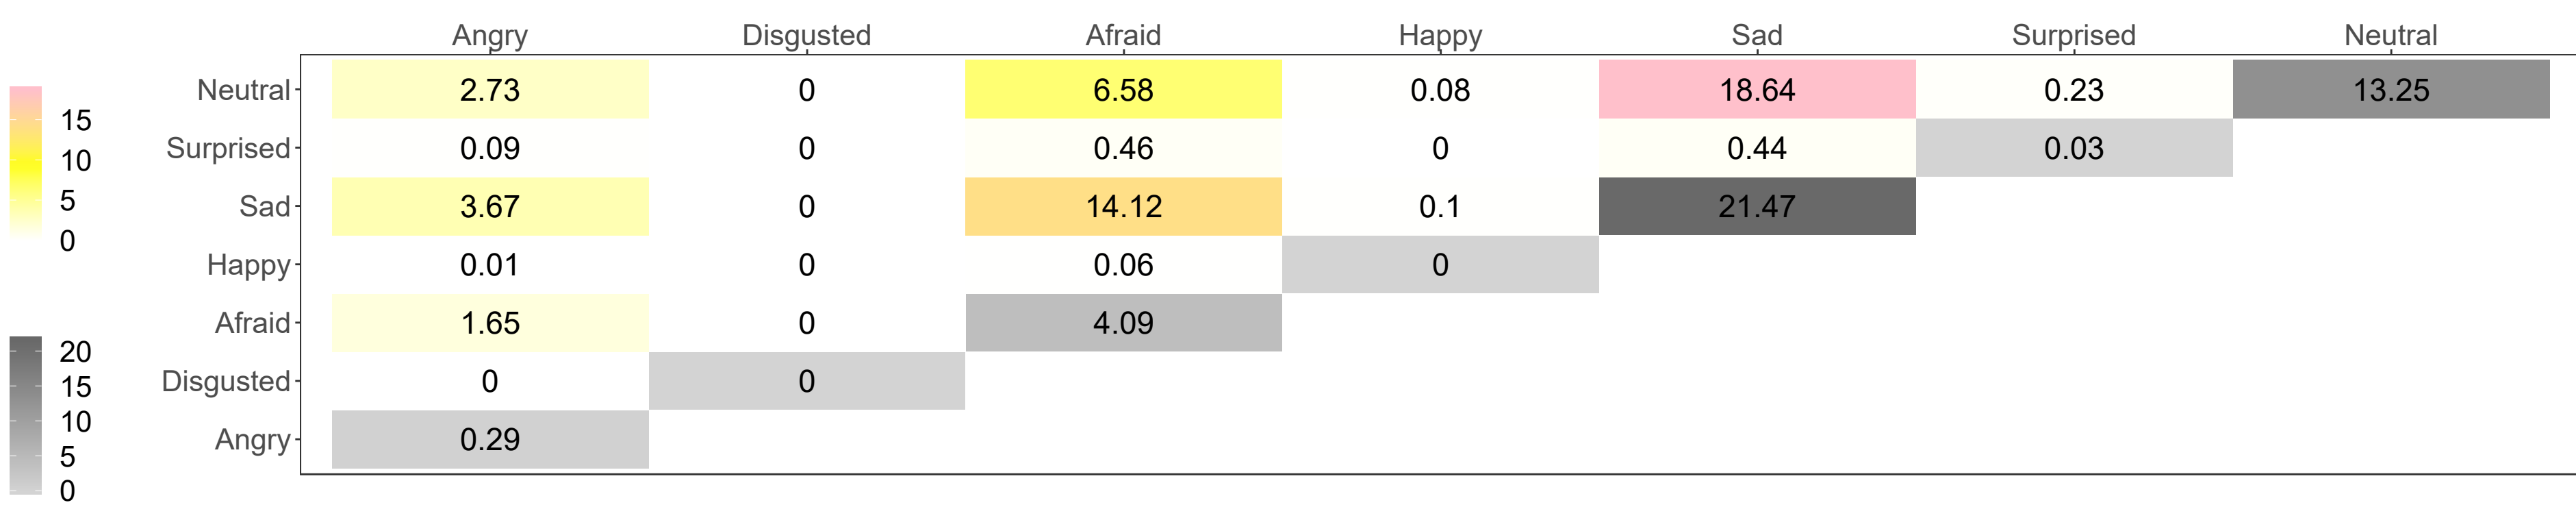 Angry Disgusted Afraid Happy Sad Surprised Neutral
Neutral 2.73 0 6.58 0.08 18.64 0.23 13.25
Surprised 0.09 0 0.46 0 0.44 0.03
Sad 3.67 0 14.12 0.1 21.47
Happy 0.01 0 0.06 0
Afraid 1.65 0 4.09
Disgusted 0 0
Angry 0.29
15
10
5
0
20
15
10
5
0